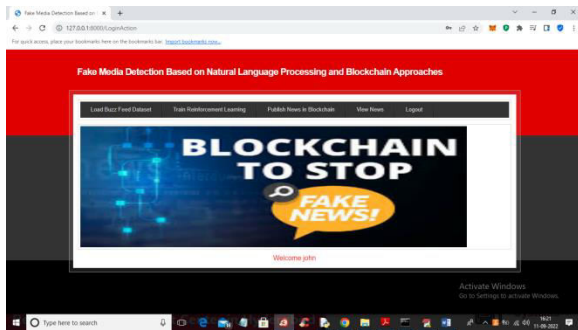 Fake Media Detection Based on
127.0.0.1:8000/LoginAction
For quick access, place your bookmarks here on the bookmarks bar. Import bookmarks now...
Fake Media Detection Based on Natural Language Processing and Blockchain Approaches
Load Buzz Feed Dataset Train Reinforcement Learning Publish News in Blockchain View News Logout
BLOCKCHAIN
TO STOP
FAKE
NEWS!
Welcome john
Activate Windows
Go to Settings to activate Windows.
Type here to search
16:21
11-09-2022